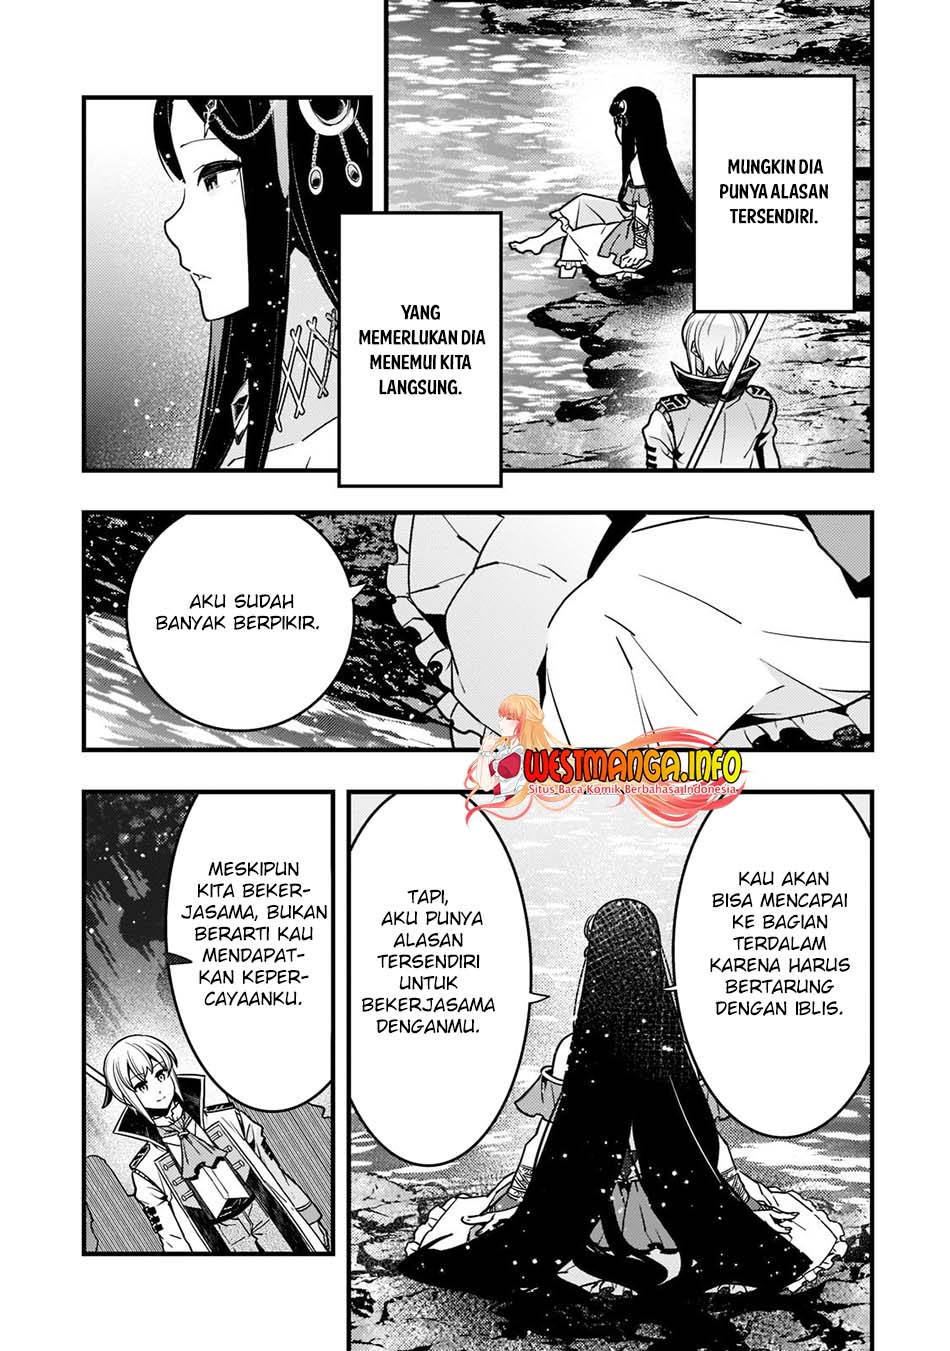 MUNGKIN DIA
PUNYA ALASAN
TERSENDIRI.
YANG
MEMERLUKAN DIA
MENEMUI KITA
LANGSUNG.
AKU SUDAH
BANYAK BERPIKIR.
WESTMANGA.INFO
Situs Baca Komik Berbahasa Indonesia
KAU AKAN
BISA MENCAPAI
KE BAGIAN
TERDALAM
KARENA HARUS
BERTARUNG
DENGAN IBLIS.
TAPI,
AKU PUNYA
ALASAN
TERSENDIRI
UNTUK
BEKERJASAMA
DENGANMU.
MESKIPUN
KITA BEKER-
JASAMA, BUKAN
BERARTI KAU
MENDAPAT-
KAN KEPER-
CAYAANKU.